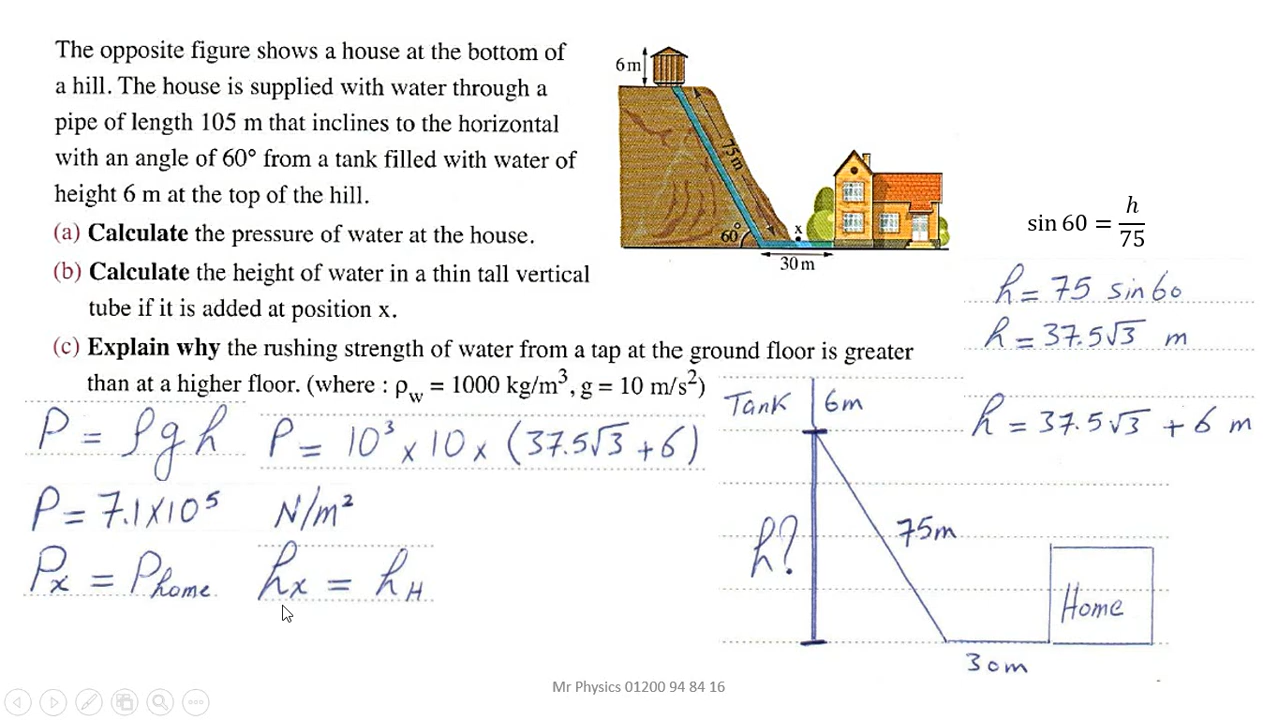 The opposite figure shows a house at the bottom of
a hill. The house is supplied with water through a
pipe of length 105 m that inclines to the horizontal
with an angle of 60° from a tank filled with water of
height 6 m at the top of the hill.
(a) Calculate the pressure of water at the house.
(b) Calculate the height of water in a thin tall vertical
tube if it is added at position x.
(c) Explain why the rushing strength of water from a tap at the ground floor is greater
than at a higher floor. (where : ρw = 1000 kg/m³, g = 10 m/s²)
6 m
75 m
60°
x
30 m
sin 60 = h/75
h = 75 sin 60
h = 37.5√3 m
h = 37.5√3 + 6 m
P = ρgh P = 10³ × 10 × (37.5√3 + 6)
P = 7.1 × 10⁵ N/m²
Px = Phome hx = hH
Tank 6m
h?
75m
Home
30m
Mr Physics 01200 94 84 16